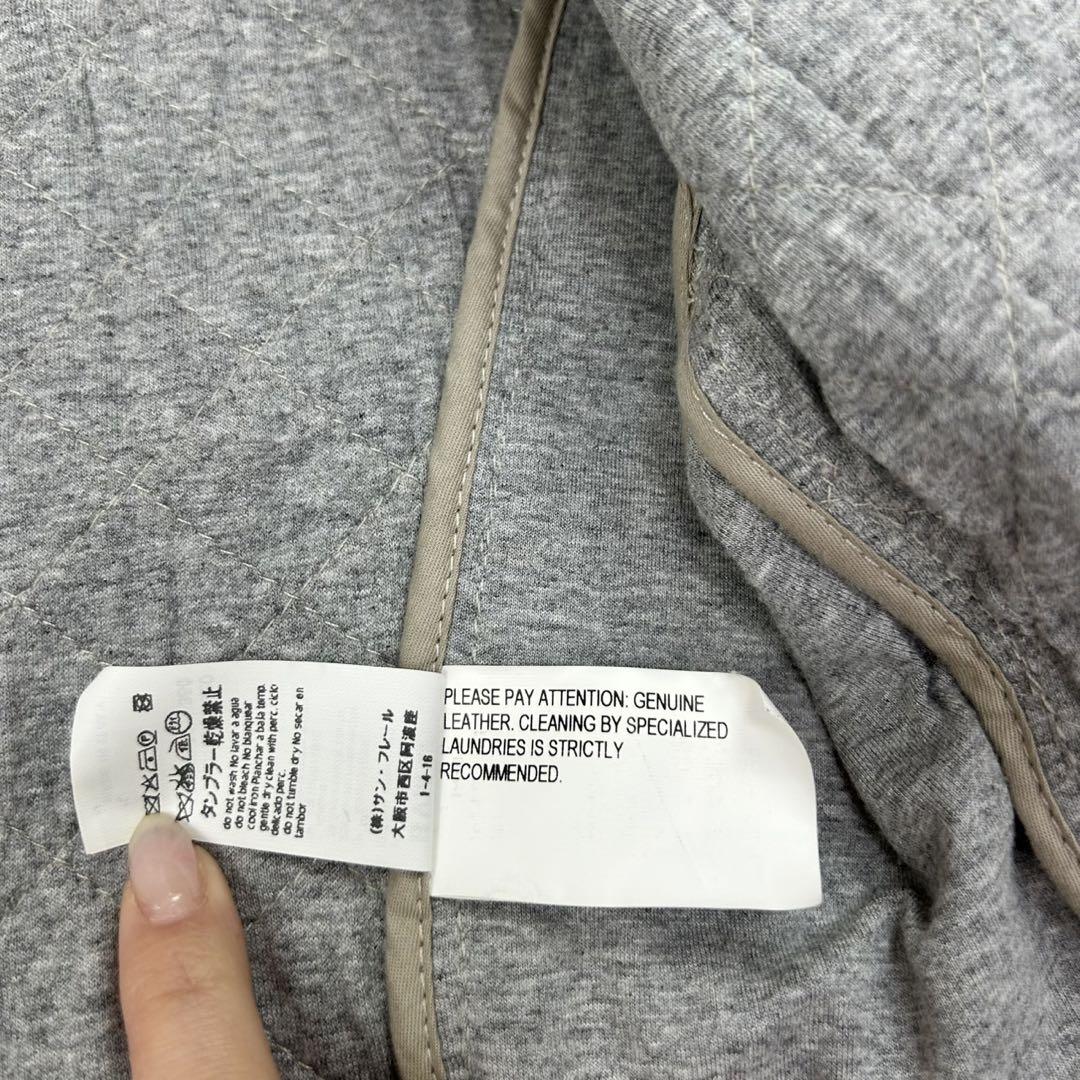 タンブラー乾燥禁止
do not wash No lavar a agua
do not bleach No blanquear
cool iron Planchar a baja temp.
gentle dry clean with perc. ciclo
delicado perc.
do not tumble dry No secar en
tambor
(株)サン・フレール
大阪市西区阿波座
1-4-16
PLEASE PAY ATTENTION: GENUINE
LEATHER. CLEANING BY SPECIALIZED
LAUNDRIES IS STRICTLY
RECOMMENDED.